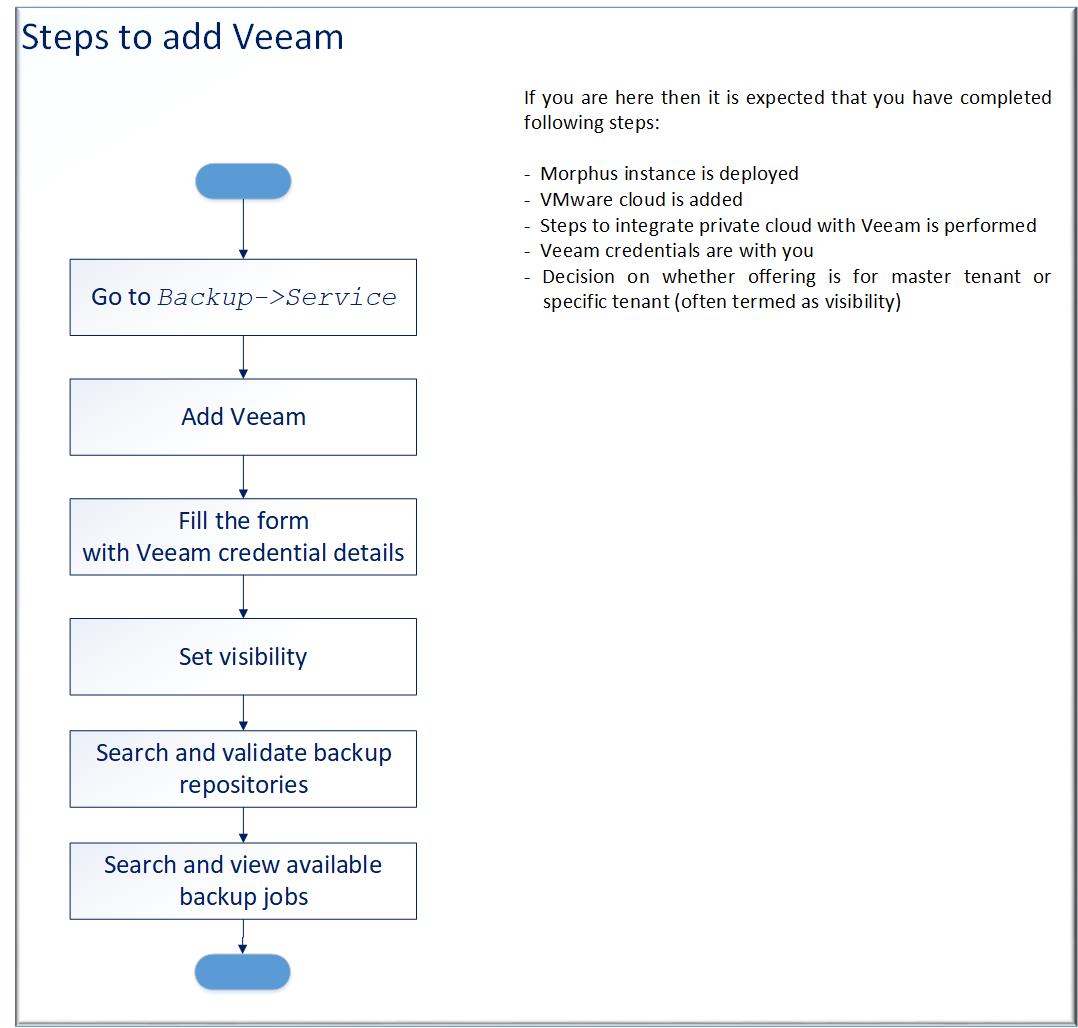 Steps to add Veeam
If you are here then it is expected that you have completed
following steps:
- Morphus instance is deployed
- VMware cloud is added
- Steps to integrate private cloud with Veeam is performed
- Veeam credentials are with you
- Decision on whether offering is for master tenant or
specific tenant (often termed as visibility)
Go to Backup->Service
Add Veeam
Fill the form
with Veeam credential details
Set visibility
Search and validate backup
repositories
Search and view available
backup jobs